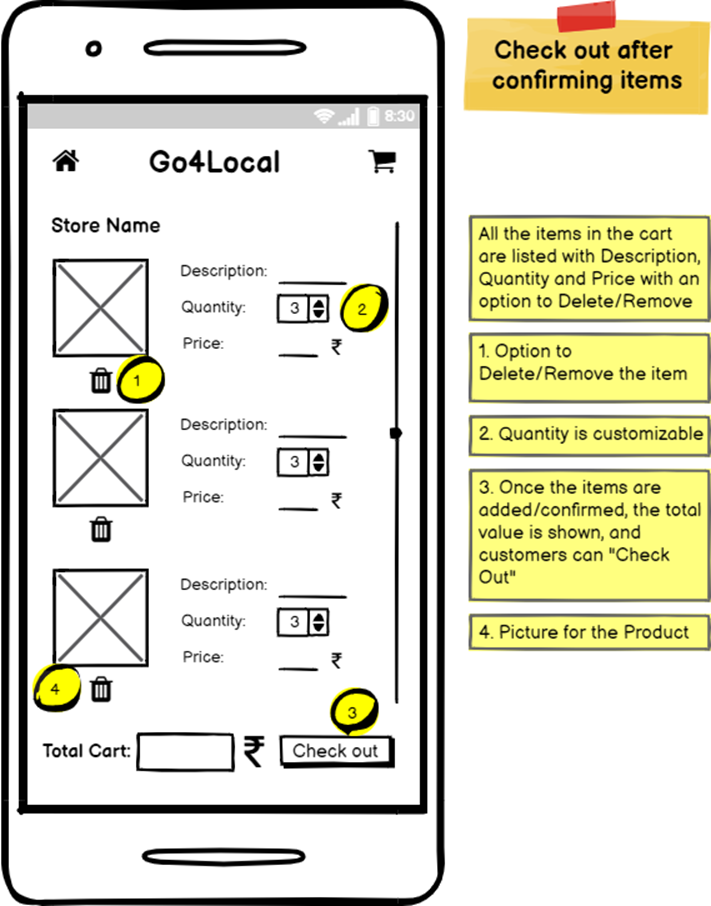 Check out after
confirming items
8:30
Go4Local
Store Name
Description:
Quantity: 3
2
Price: ₹
1
Description:
Quantity: 3
Price: ₹
Description:
Quantity: 3
Price: ₹
4
3
Total Cart: ₹ Check out
All the items in the cart
are listed with Description,
Quantity and Price with an
option to Delete/Remove
1. Option to
Delete/Remove the item
2. Quantity is customizable
3. Once the items are
added/confirmed, the total
value is shown, and
customers can "Check
Out"
4. Picture for the Product